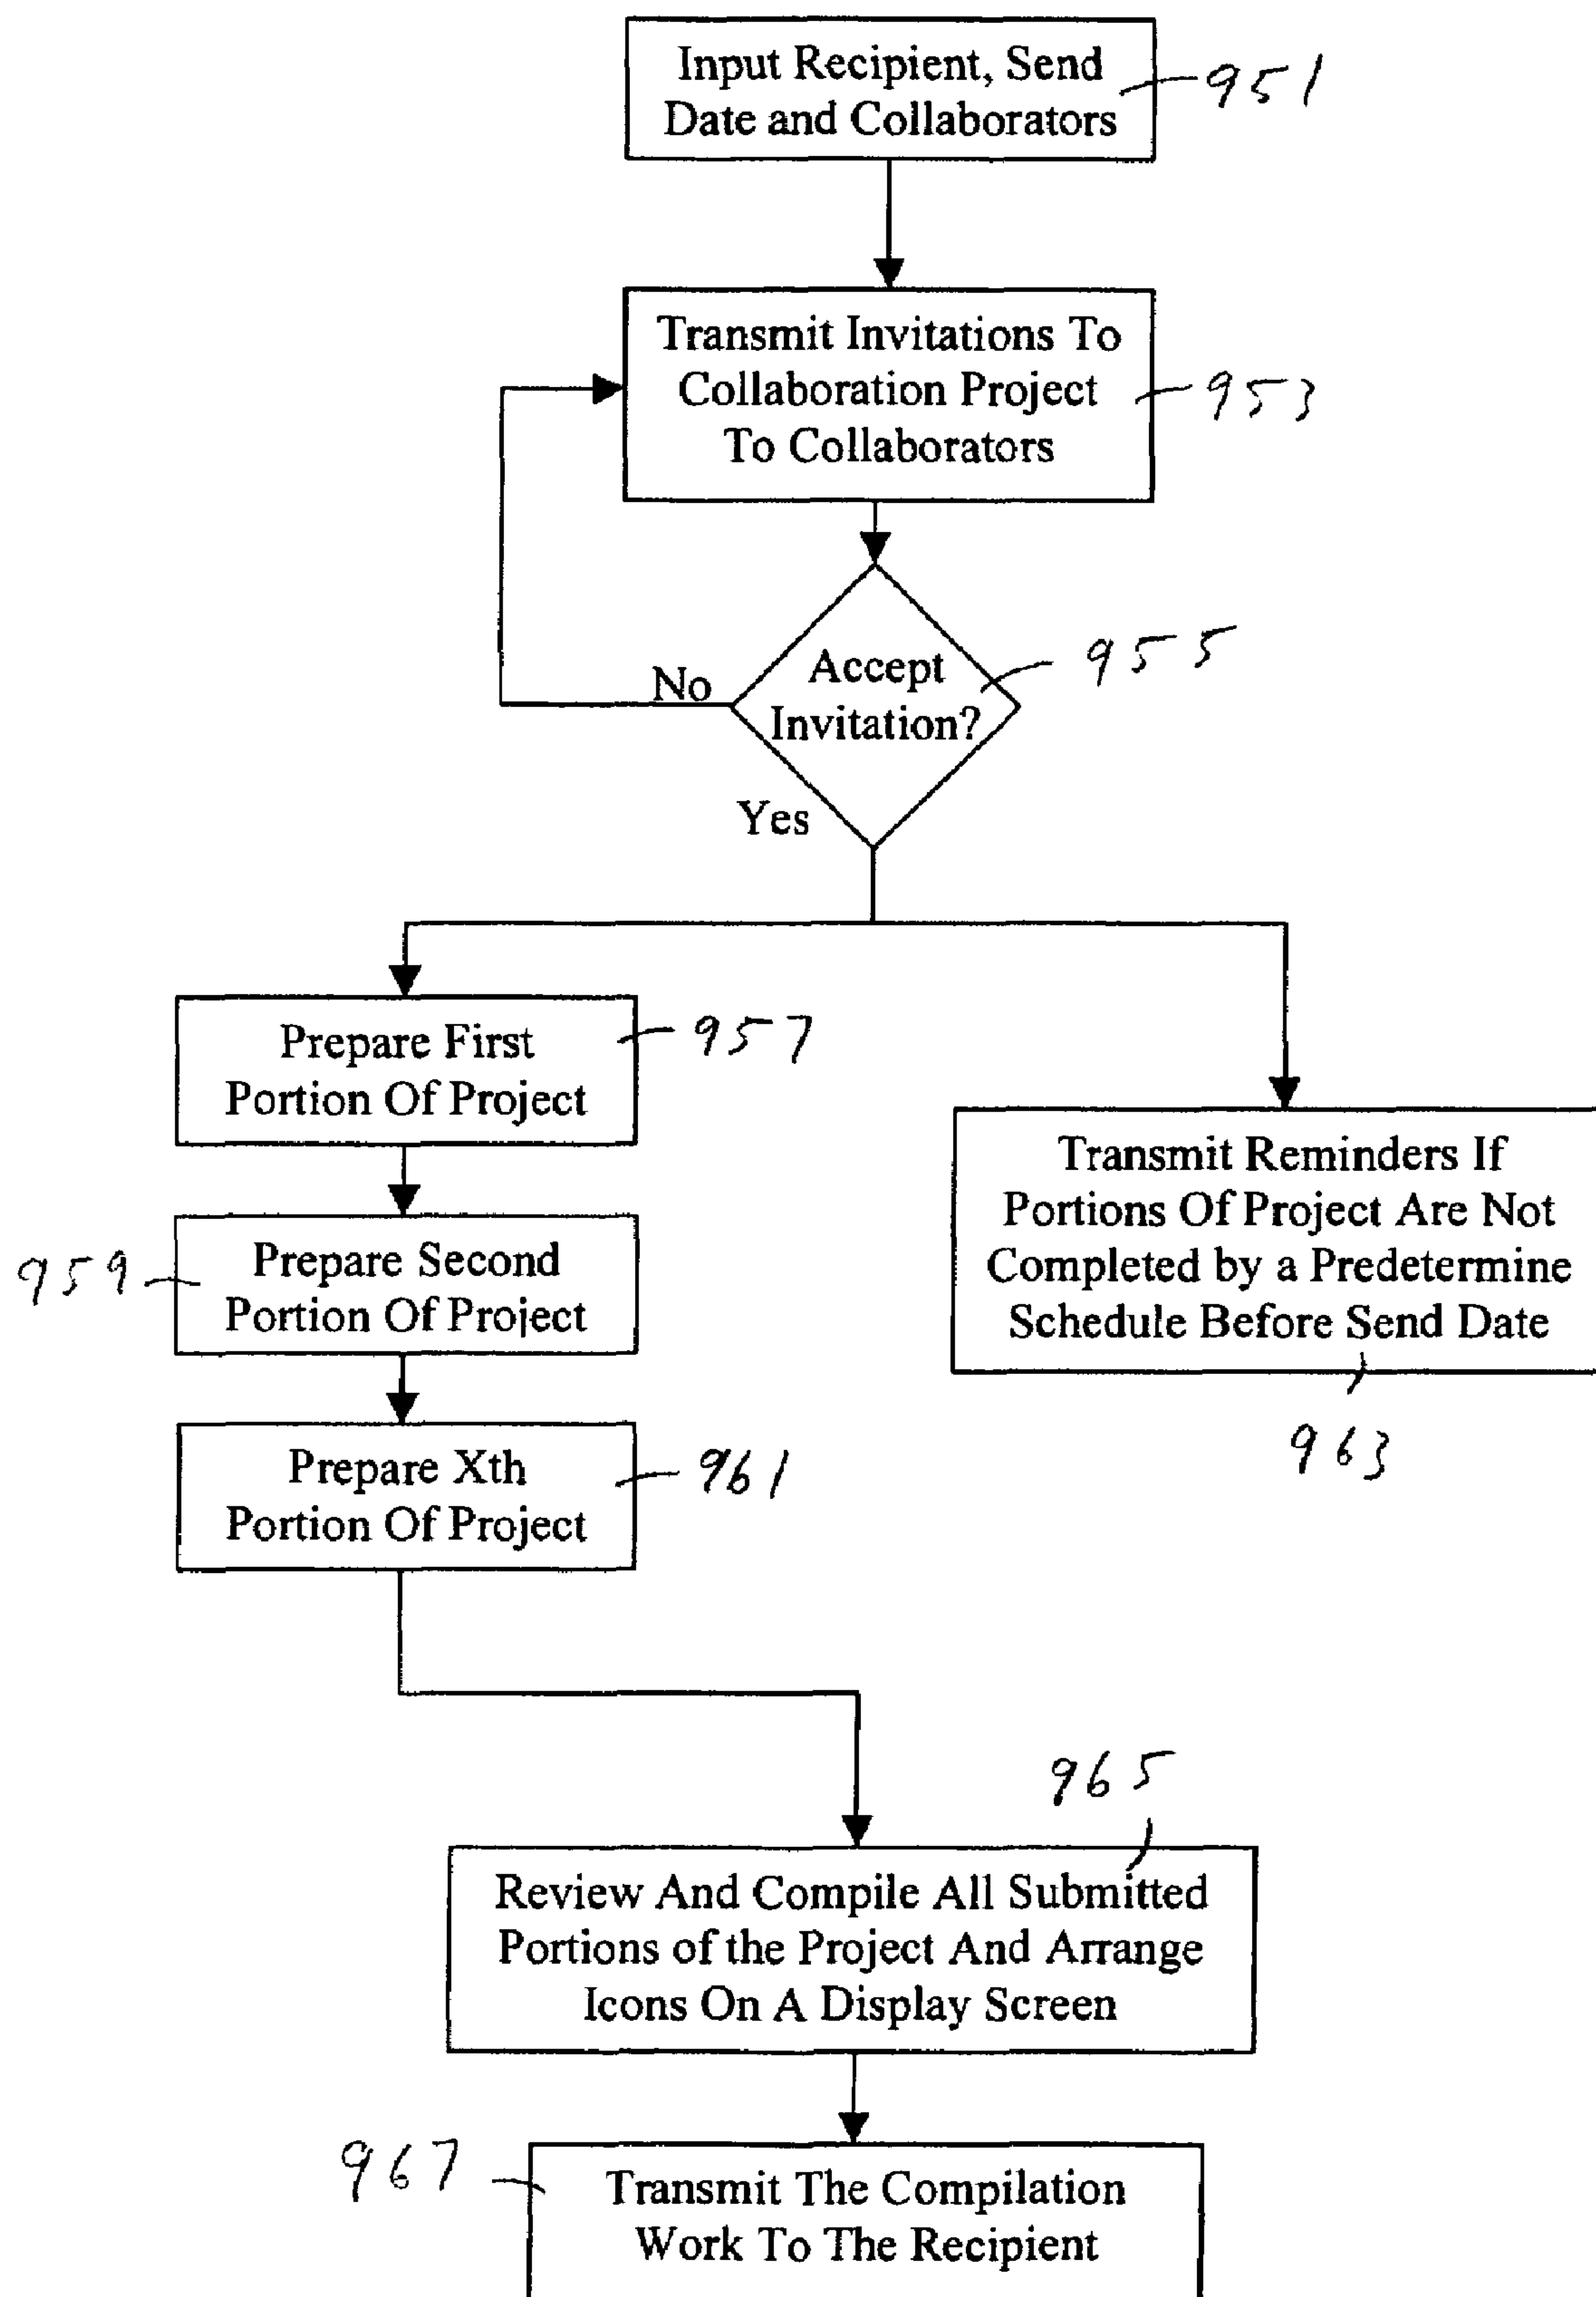 Input Recipient, Send
Date and Collaborators
951
Transmit Invitations To
Collaboration Project
To Collaborators
953
Accept
Invitation?
955
No
Yes
Prepare First
Portion Of Project
957
Transmit Reminders If
Portions Of Project Are Not
Completed by a Predetermine
Schedule Before Send Date
963
959
Prepare Second
Portion Of Project
Prepare Xth
Portion Of Project
961
965
Review And Compile All Submitted
Portions of the Project And Arrange
Icons On A Display Screen
967
Transmit The Compilation
Work To The Recipient